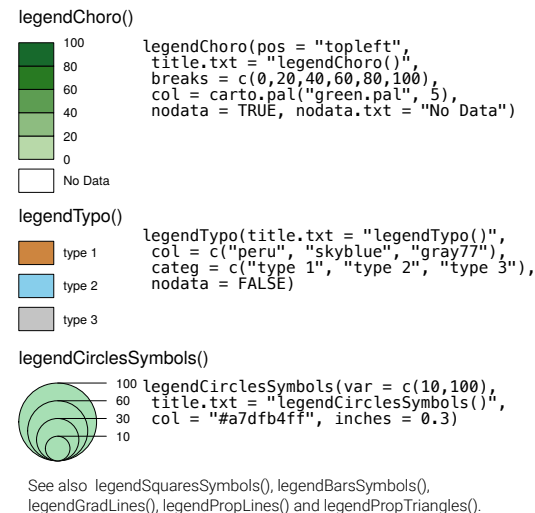 legendChoro()
100
80
60
40
20
0
No Data
legendChoro(pos = "topleft",
title.txt = "legendChoro()",
breaks = c(0,20,40,60,80,100),
col = carto.pal("green.pal", 5),
nodata = TRUE, nodata.txt = "No Data")
legendTypo()
type 1
type 2
type 3
legendTypo(title.txt = "legendTypo()",
col = c("peru", "skyblue", "gray77"),
categ = c("type 1", "type 2", "type 3"),
nodata = FALSE)
legendCirclesSymbols()
100
60
30
10
legendCirclesSymbols(var = c(10,100),
title.txt = "legendCirclesSymbols()",
col = "#a7dfb4ff", inches = 0.3)
See also legendSquaresSymbols(), legendBarsSymbols(),
legendGradLines(), legendPropLines() and legendPropTriangles().